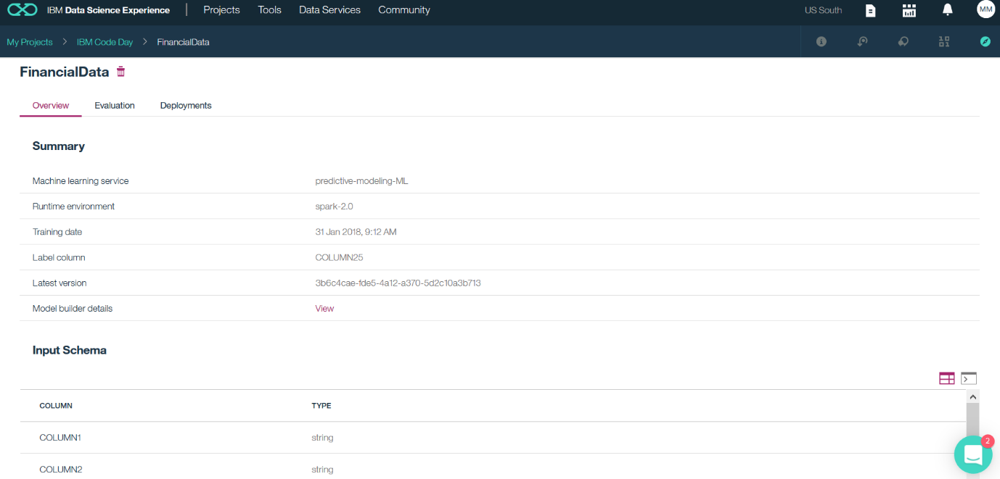 IBM Data Science Experience | Projects Tools Data Services Community US South MM
My Projects > IBM Code Day > FinancialData
FinancialData
Overview Evaluation Deployments
Summary
Machine learning service predictive-modeling-ML
Runtime environment spark-2.0
Training date 31 Jan 2018, 9:12 AM
Label column COLUMN25
Latest version 3b6c4cae-fde5-4a12-a370-5d2c10a3b713
Model builder details View
Input Schema
COLUMN TYPE
COLUMN1 string
2
COLUMN2 string